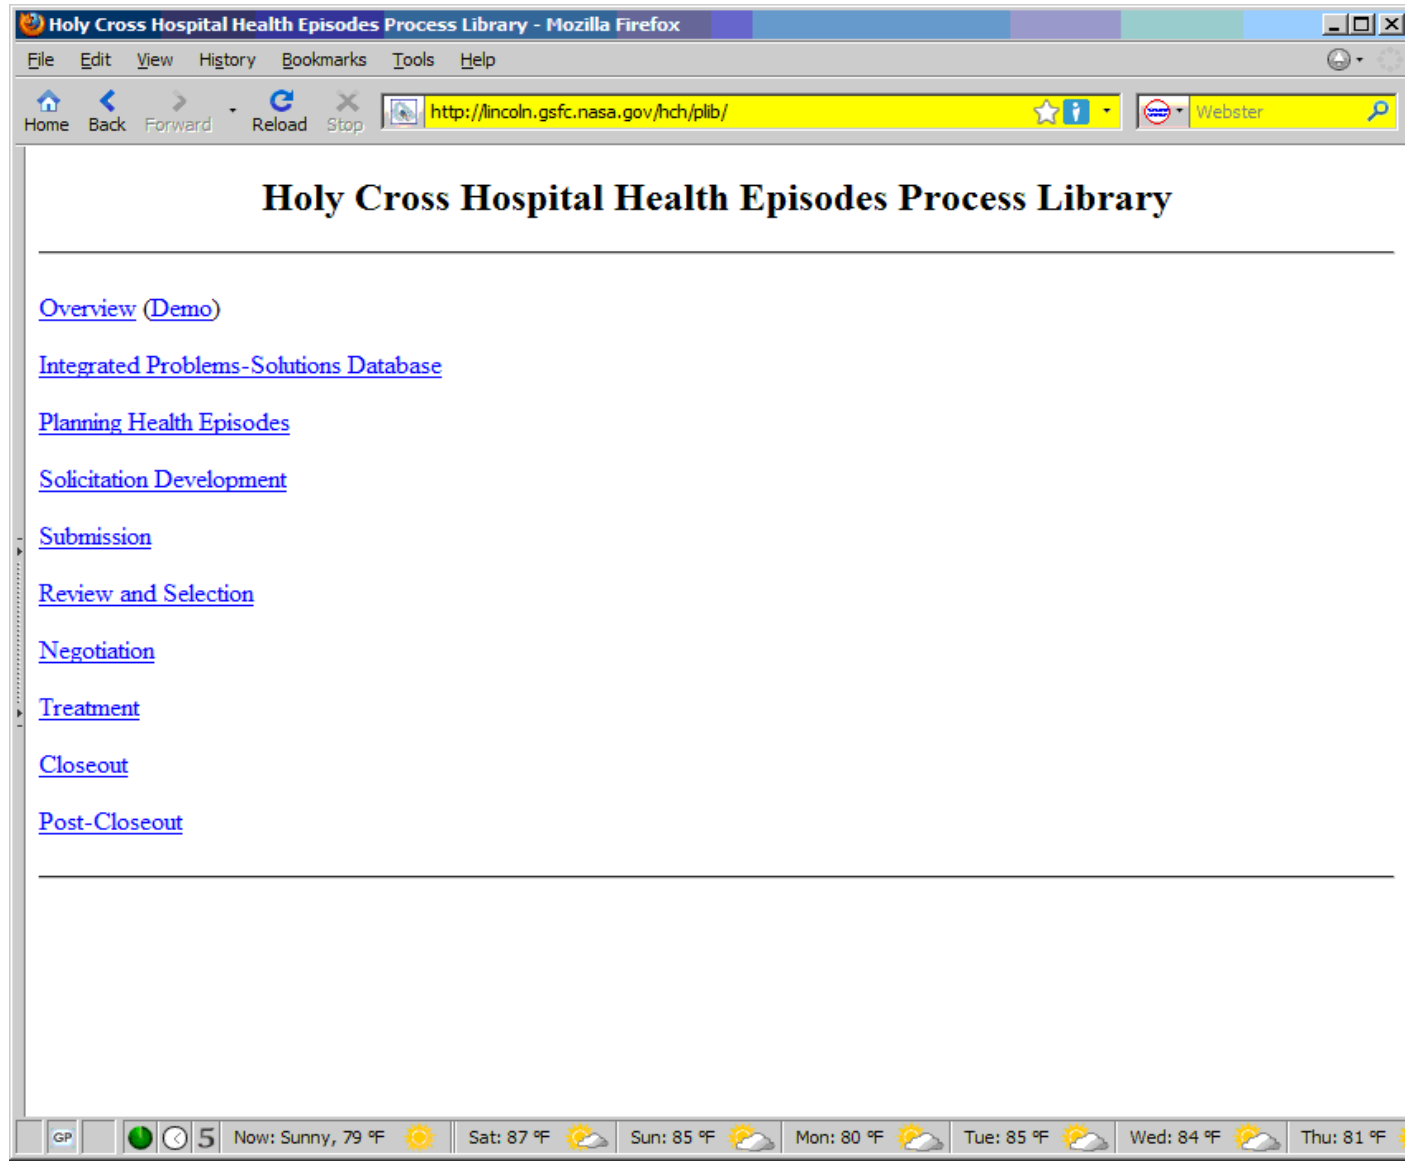 Holy Cross Hospital Health Episodes Process Library - Mozilla Firefox
File Edit View History Bookmarks Tools Help
Home Back Forward Reload Stop http://lincoln.gsfc.nasa.gov/hch/plib/ Webster
Holy Cross Hospital Health Episodes Process Library
Overview (Demo)
Integrated Problems-Solutions Database
Planning Health Episodes
Solicitation Development
Submission
Review and Selection
Negotiation
Treatment
Closeout
Post-Closeout
GP 5 Now: Sunny, 79 °F Sat: 87 °F Sun: 85 °F Mon: 80 °F Tue: 85 °F Wed: 84 °F Thu: 81 °F